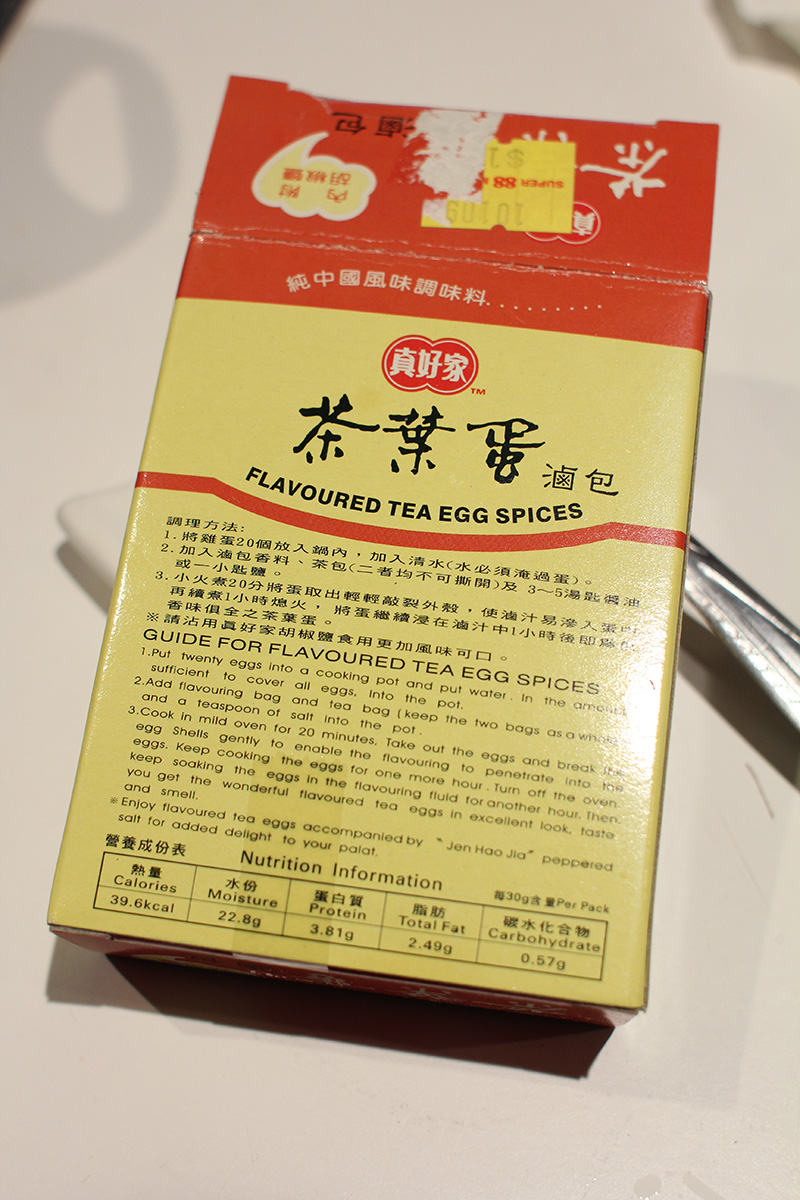 滷包
茶
$1
SUPER 88
內附
胡椒鹽
真
純中國風味調味料.........
真好家
TM
茶葉蛋 滷包
FLAVOURED TEA EGG SPICES
調理方法:
1. 將雞蛋20個放入鍋內，加入清水(水必須淹過蛋)。
2. 加入滷包香料、茶包(二者均不可撕開)及 3～5湯匙醬油
或一小匙鹽。
3. 小火煮20分將蛋取出輕輕敲裂外殼，使滷汁易滲入蛋內
再續煮1小時熄火， 將蛋繼續浸在滷汁中1小時後即為
香味俱全之茶葉蛋。
※請沾用真好家胡椒鹽食用更加風味可口。
GUIDE FOR FLAVOURED TEA EGG SPICES
1.Put twenty eggs into a cooking pot and put water. In the amount
sufficient to cover all eggs, Into the pot.
2.Add flavouring bag and tea bag (keep the two bags as a whole
and a teaspoon of salt into the pot.
3.Cook in mild oven for 20 minutes, Take out the eggs and break the
egg Shells gently to enable the flavouring to penetrate into the
eggs. Keep cooking the eggs for one more hour. Turn off the oven.
keep soaking the eggs in the flavouring fluid for another hour. Then.
you get the wonderful flavoured tea eggs in excellent look, taste
and smell.
※Enjoy flavoured tea eggs accompanied by "Jen Hao Jia" peppered
salt for added delight to your palat.
營養成份表 Nutrition Information 每30g含量Per Pack
熱量 水份 蛋白質 脂肪 碳水化合物
Calories Moisture Protein Total Fat Carbohydrate
39.6kcal 22.8g 3.81g 2.49g 0.57g